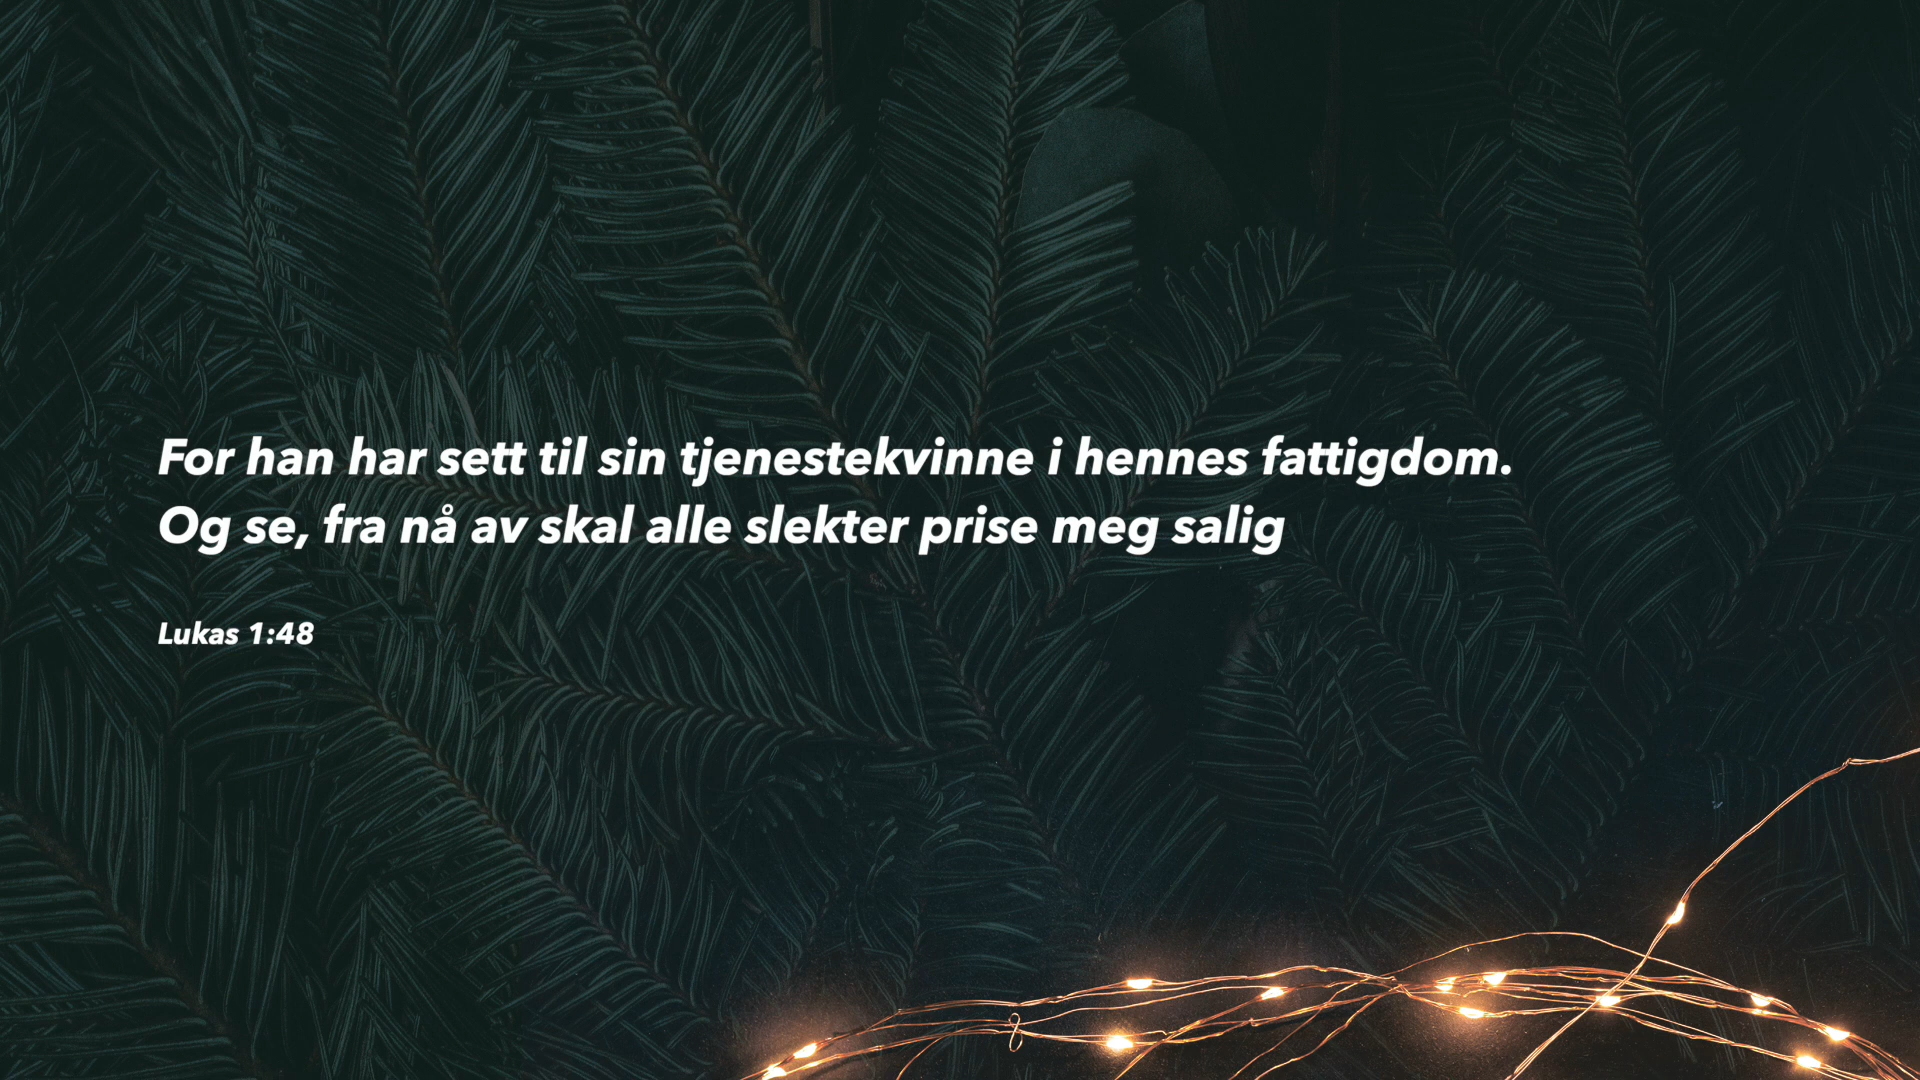 For han har sett til sin tjenestekvinne i hennes fattigdom.
Og se, fra nå av skal alle slekter prise meg salig
Lukas 1:48